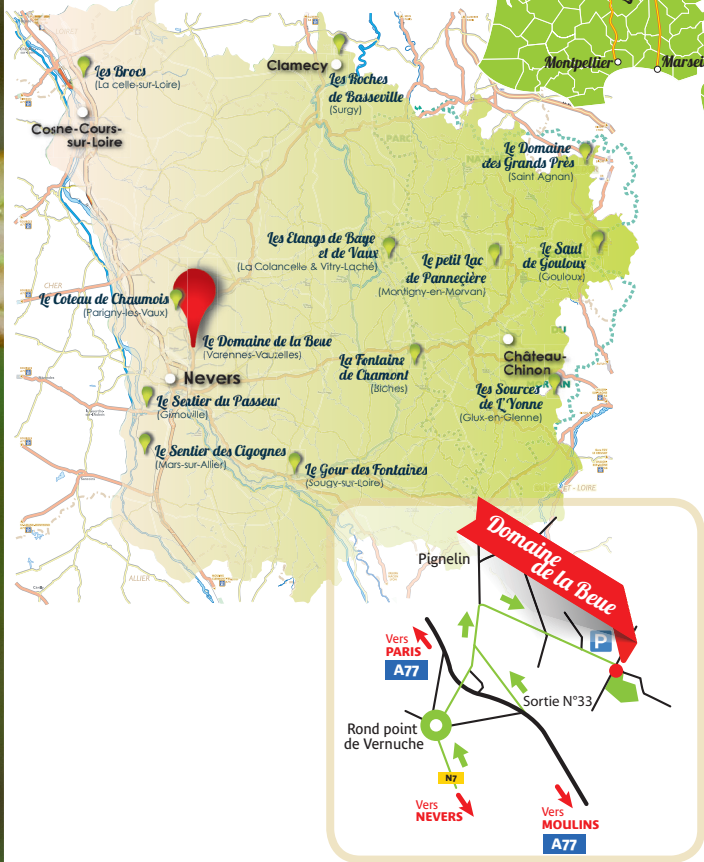 Montpellier
Marsei
Les Brocs
(La celle-sur-Loire)
Clamecy
Les Roches
de Basseville
(Surgy)
Cosne-Cours-
sur-Loire
PARC
Le Domaine
des Grands Près
(Saint Agnan)
Les Etangs de Baye
et de Vaux
(La Colancelle & Vitry-Laché)
Le petit Lac
de Pannecière
(Montigny-en-Morvan)
Le Saut
de Gouloux
(Gouloux)
CHER
Le Coteau de Chaumois
(Parigny-les-Vaux)
Le Domaine de la Beue
(Varennes-Vauzelles)
DU
La Fontaine
de Chamont
(Biches)
Château-
Chinon
Nevers
Les Sources
de L'Yonne
(Glux-en-Glenne)
Le Sentier du Passeur
(Gimouille)
Le Sentier des Cigognes
(Mars-sur-Allier)
Le Gour des Fontaines
(Sougy-sur-Loire)
ALLIER
Domaine
de la Beue
Pignelin
P
Vers
PARIS
A77
Sortie N°33
Rond point
de Vernuche
N7
Vers
NEVERS
Vers
MOULINS
A77